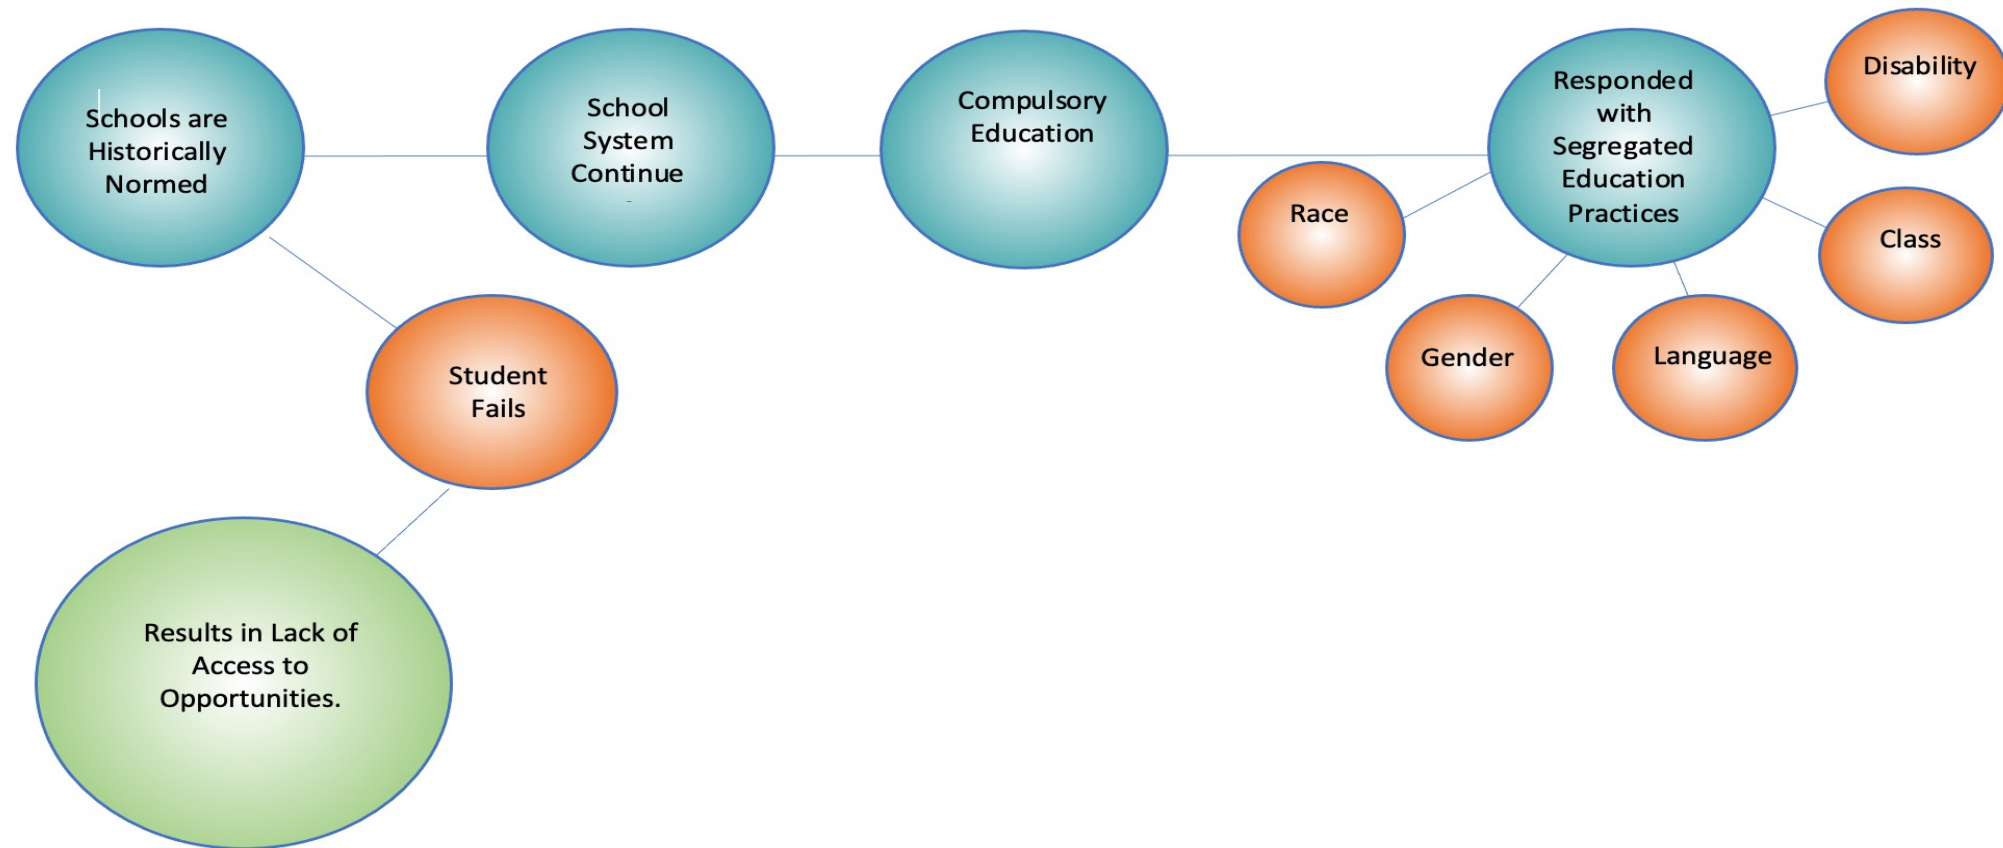 Schools are
Historically
Normed
School
System
Continue
Compulsory
Education
Responded
with
Segregated
Education
Practices
Disability
Race
Class
Gender
Language
Student
Fails
Results in Lack of
Access to
Opportunities.